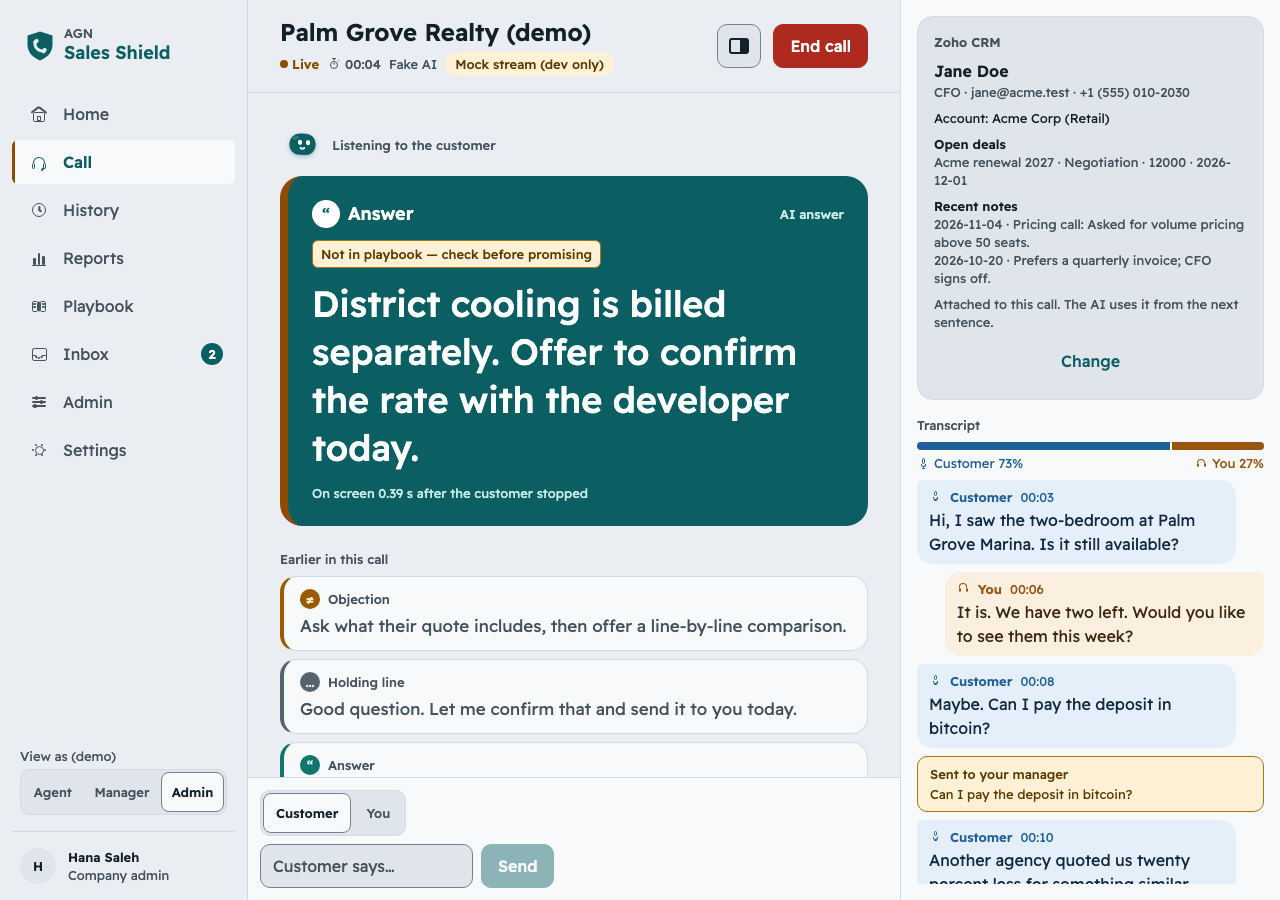 AGN
Sales Shield
Home
Call
History
Reports
Playbook
Inbox
2
Admin
Settings
View as (demo)
Agent
Manager
Admin
H
Hana Saleh
Company admin
Palm Grove Realty (demo)
Live
00:04
Fake AI
Mock stream (dev only)
End call
Listening to the customer
“ Answer
AI answer
Not in playbook — check before promising
District cooling is billed
separately. Offer to confirm
the rate with the developer
today.
On screen 0.39 s after the customer stopped
Earlier in this call
≠ Objection
Ask what their quote includes, then offer a line-by-line comparison.
… Holding line
Good question. Let me confirm that and send it to you today.
“ Answer
Customer
You
Customer says…
Send
Zoho CRM
Jane Doe
CFO · jane@acme.test · +1 (555) 010-2030
Account: Acme Corp (Retail)
Open deals
Acme renewal 2027 · Negotiation · 12000 · 2026-
12-01
Recent notes
2026-11-04 · Pricing call: Asked for volume pricing
above 50 seats.
2026-10-20 · Prefers a quarterly invoice; CFO
signs off.
Attached to this call. The AI uses it from the next
sentence.
Change
Transcript
Customer 73%
You 27%
Customer 00:03
Hi, I saw the two-bedroom at Palm
Grove Marina. Is it still available?
You 00:06
It is. We have two left. Would you like
to see them this week?
Customer 00:08
Maybe. Can I pay the deposit in
bitcoin?
Sent to your manager
Can I pay the deposit in bitcoin?
Customer 00:10
Another agency quoted us twenty
percent less for something similar